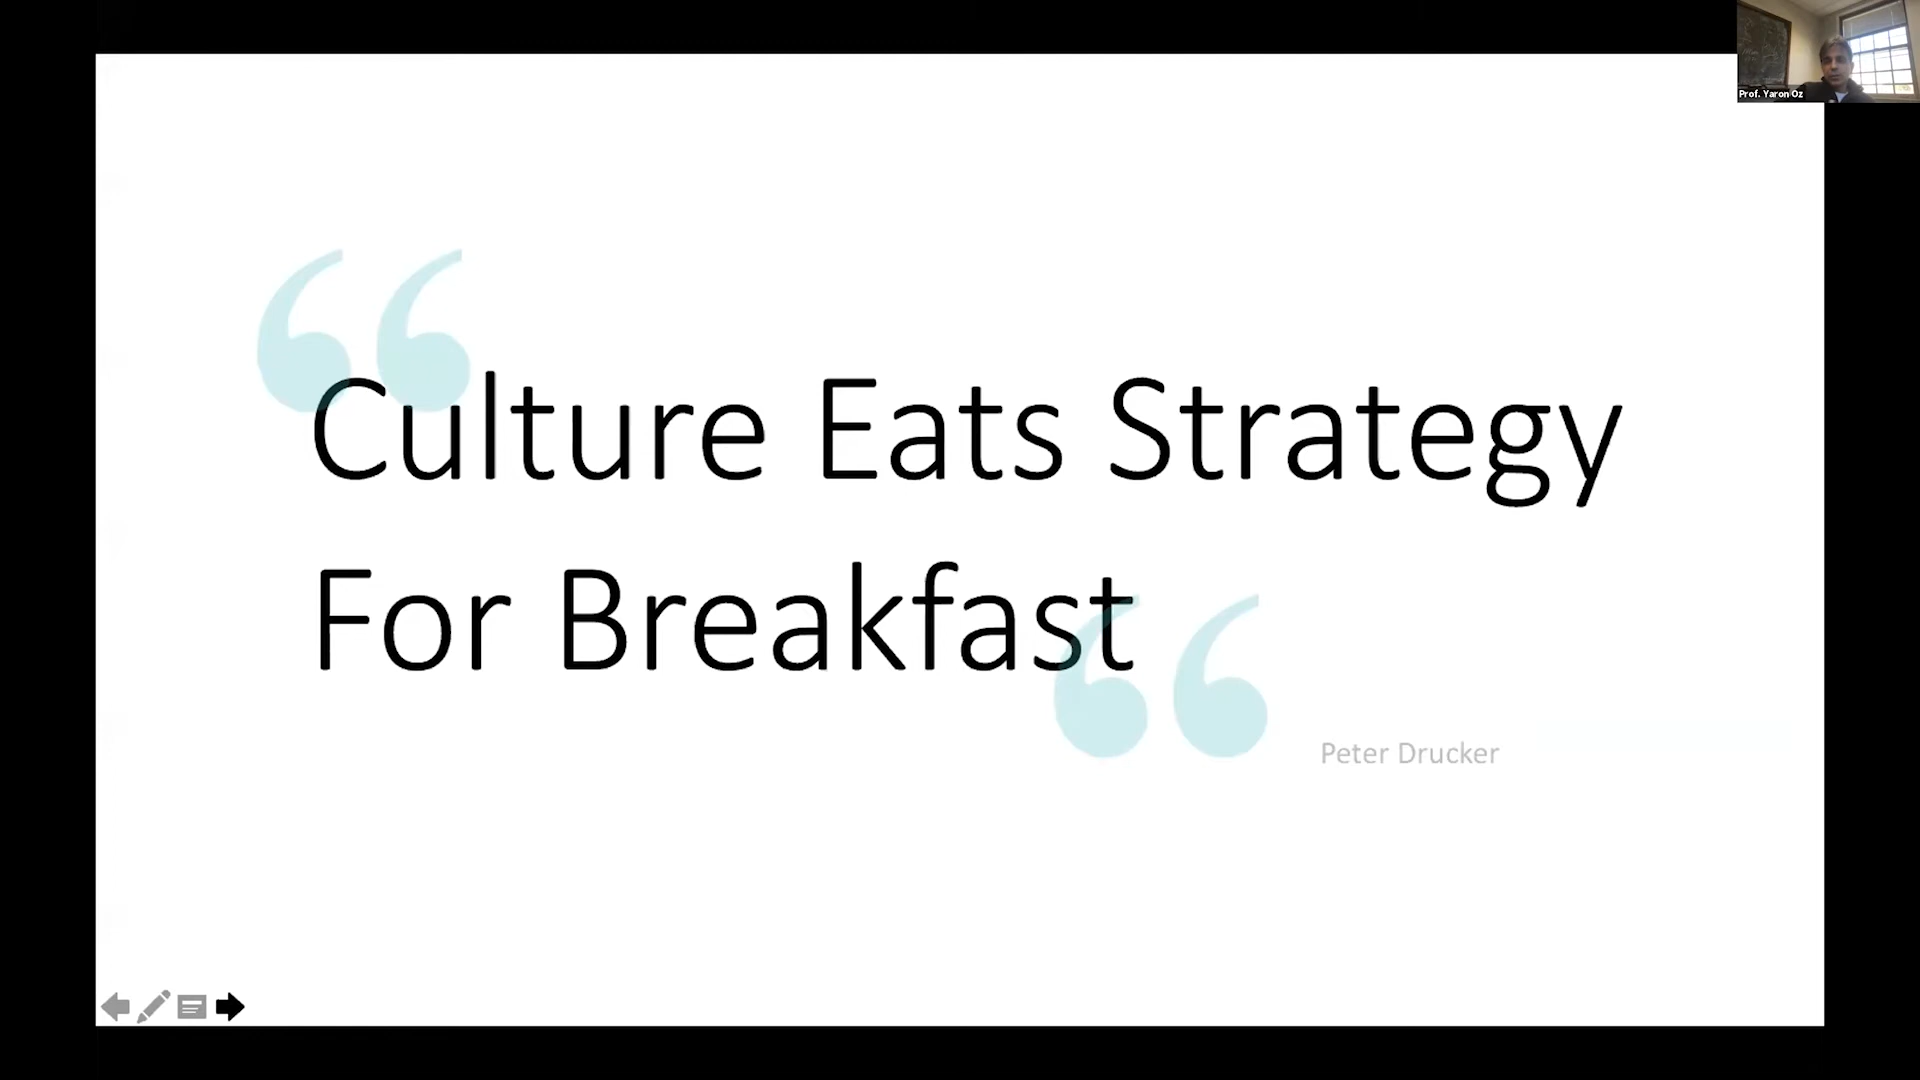 Prof. Yaron Oz
“
Culture Eats Strategy
For Breakfast
“
Peter Drucker